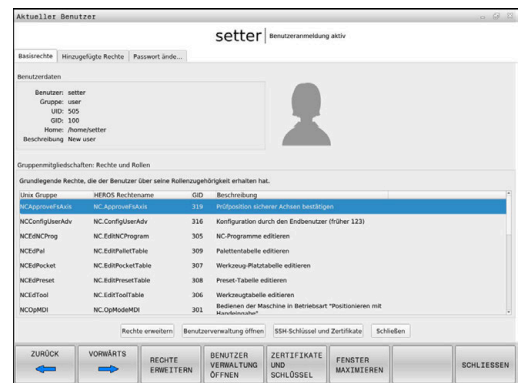 Aktueller Benutzer
setter Benutzeranmeldung aktiv
Basisrechte Hinzugefügte Rechte Passwort ände...
Benutzerdaten
Benutzer: setter
Gruppe: user
UID: 505
GID: 100
Home: /home/setter
Beschreibung New user
Gruppenmitgliedschaften: Rechte und Rollen
Grundlegende Rechte, die der Benutzer über seine Rollenzugehörigkeit erhalten hat.
Unix Gruppe HEROS Rechtename GID Beschreibung
NCApproveFsAxis NC.ApproveFsAxis 319 Prüfposition sicherer Achsen bestätigen
NCConfigUserAdv NC.ConfigUserAdv 316 Konfiguration durch den Endbenutzer (früher 123)
NCEdNCProg NC.EditNCProgram 305 NC-Programme editieren
NCEdPal NC.EditPalletTable 309 Palettentabelle editieren
NCEdPocket NC.EditPocketTable 307 Werkzeug-Platztabelle editieren
NCEdPreset NC.EditPresetTable 308 Preset-Tabelle editieren
NCEdTool NC.EditToolTable 306 Werkzeugtabelle editieren
NCOpMDI NC.OpModeMDI 301 Bedienen der Maschine in Betriebsart "Positionieren mit
Handeingabe"
Rechte erweitern Benutzerverwaltung öffnen SSH-Schlüssel und Zertifikate Schließen
ZURÜCK VORWÄRTS RECHTE ERWEITERN BENUTZER VERWALTUNG ÖFFNEN ZERTIFIKATE UND SCHLÜSSEL FENSTER MAXIMIEREN SCHLIESSEN